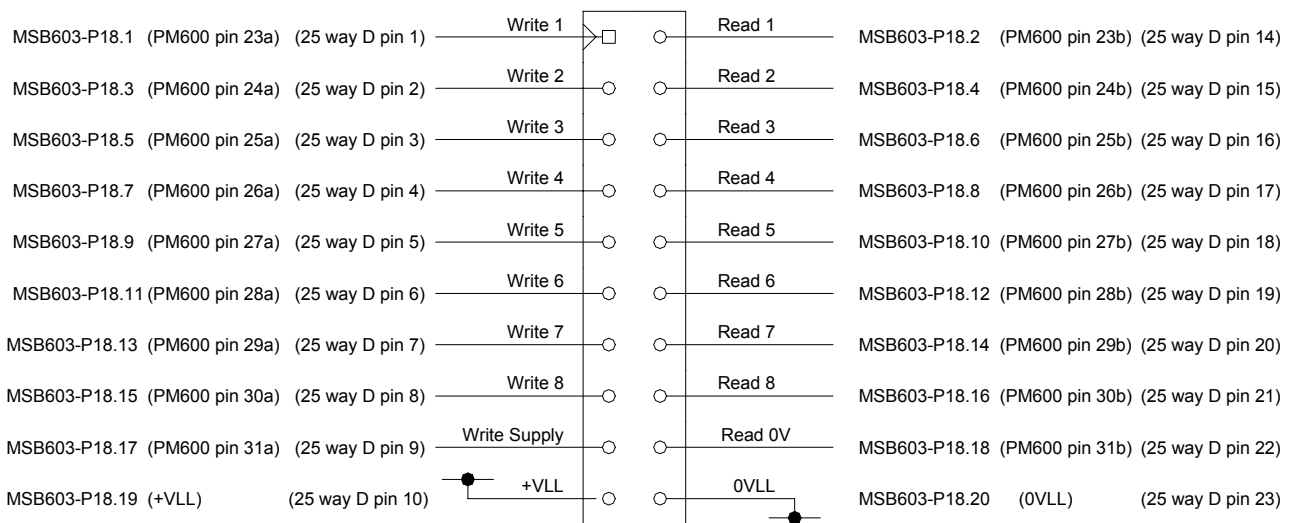 MSB603-P18.1 (PM600 pin 23a) (25 way D pin 1) Write 1 Read 1 MSB603-P18.2 (PM600 pin 23b) (25 way D pin 14)
MSB603-P18.3 (PM600 pin 24a) (25 way D pin 2) Write 2 Read 2 MSB603-P18.4 (PM600 pin 24b) (25 way D pin 15)
MSB603-P18.5 (PM600 pin 25a) (25 way D pin 3) Write 3 Read 3 MSB603-P18.6 (PM600 pin 25b) (25 way D pin 16)
MSB603-P18.7 (PM600 pin 26a) (25 way D pin 4) Write 4 Read 4 MSB603-P18.8 (PM600 pin 26b) (25 way D pin 17)
MSB603-P18.9 (PM600 pin 27a) (25 way D pin 5) Write 5 Read 5 MSB603-P18.10 (PM600 pin 27b) (25 way D pin 18)
MSB603-P18.11 (PM600 pin 28a) (25 way D pin 6) Write 6 Read 6 MSB603-P18.12 (PM600 pin 28b) (25 way D pin 19)
MSB603-P18.13 (PM600 pin 29a) (25 way D pin 7) Write 7 Read 7 MSB603-P18.14 (PM600 pin 29b) (25 way D pin 20)
MSB603-P18.15 (PM600 pin 30a) (25 way D pin 8) Write 8 Read 8 MSB603-P18.16 (PM600 pin 30b) (25 way D pin 21)
MSB603-P18.17 (PM600 pin 31a) (25 way D pin 9) Write Supply Read 0V MSB603-P18.18 (PM600 pin 31b) (25 way D pin 22)
MSB603-P18.19 (+VLL) (25 way D pin 10) +VLL 0VLL MSB603-P18.20 (0VLL) (25 way D pin 23)